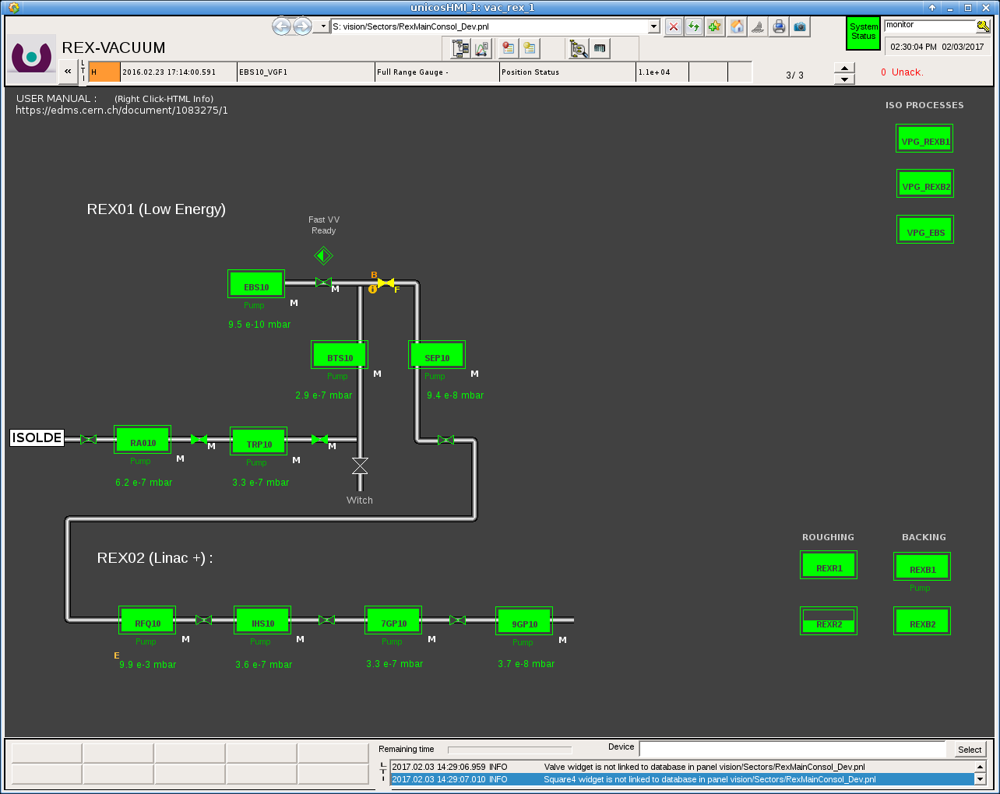 unicosHMI_1: vac_rex_1
S: vision/Sectors/RexMainConsol_Dev.pnl
System Status
monitor
REX-VACUUM
02:30:04 PM 02/03/2017
«
L T I
H 2016.02.23 17:14:00.591 EBS10_VGF1 Full Range Gauge - Position Status 1.1e+04
3/ 3
0 Unack.
USER MANUAL : (Right Click-HTML Info)
https://edms.cern.ch/document/1083275/1
ISO PROCESSES
VPG_REXB1
VPG_REXB2
VPG_EBS
REX01 (Low Energy)
Fast VV
Ready
B
EBS10
M
F
Pump
M
9.5 e-10 mbar
BTS10
SEP10
Pump
M
Pump
M
2.9 e-7 mbar
9.4 e-8 mbar
ISOLDE
RA010
M
TRP10
M
Pump
M
Pump
M
6.2 e-7 mbar
3.3 e-7 mbar
Witch
ROUGHING
BACKING
REX02 (Linac +) :
REXR1
REXB1
Pump
RFQ10
IHS10
7GP10
9GP10
REXR2
REXB2
Pump
M
Pump
M
Pump
M
Pump
M
E
9.9 e-3 mbar
3.6 e-7 mbar
3.3 e-7 mbar
3.7 e-8 mbar
Remaining time
Device
Select
L T I
2017.02.03 14:29:06.959 INFO Valve widget is not linked to database in panel vision/Sectors/RexMainConsol_Dev.pnl
2017.02.03 14:29:07.010 INFO Square4 widget is not linked to database in panel vision/Sectors/RexMainConsol_Dev.pnl